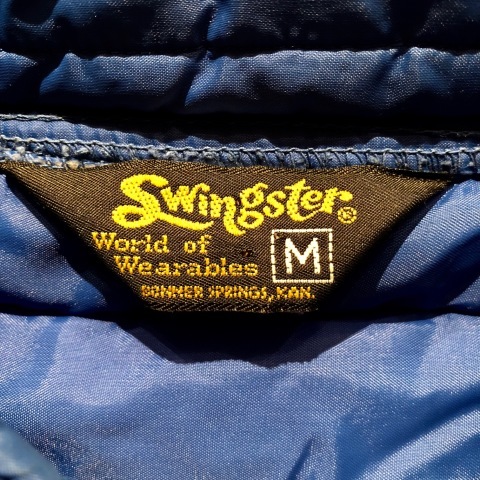 Swingster®
World of
Wearables
M
BONNER SPRINGS, KAN.